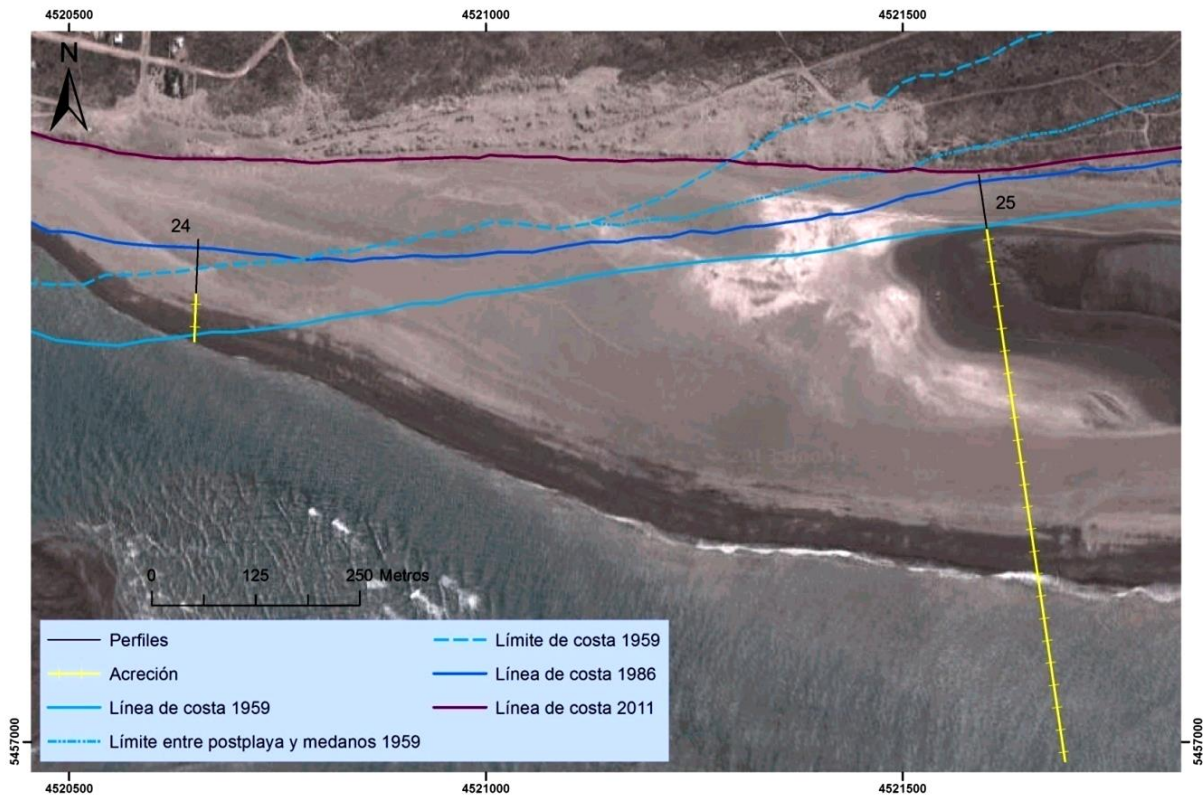 4520500 4521000 4521500
N
24
25
0 125 250 Metros
Perfiles
Acreción
Línea de costa 1959
Límite entre postplaya y medanos 1959
Límite de costa 1959
Línea de costa 1986
Línea de costa 2011
5457000
5457000
4520500 4521000 4521500